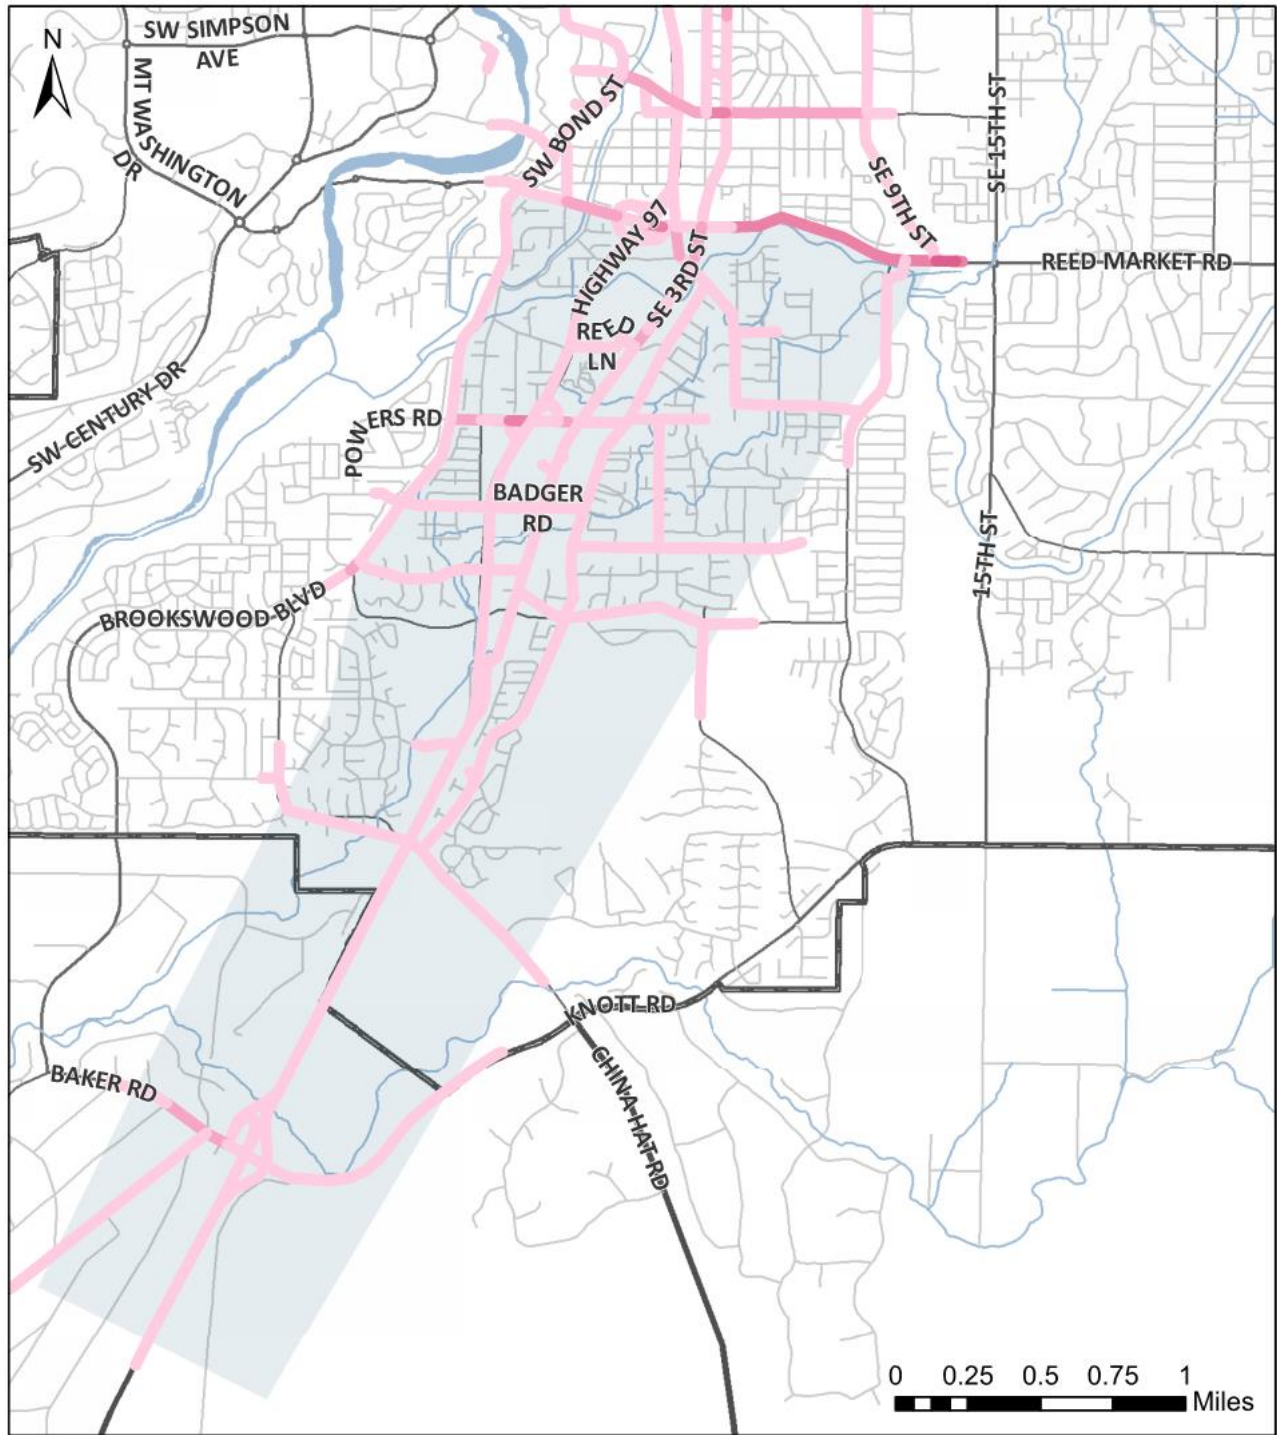 SW SIMPSON
AVE
N
MT WASHINGTON
DR
SW BOND ST
SE 15TH ST
SE 9TH ST
HIGHWAY 97
SE 3RD ST
REED MARKET RD
REED
LN
SW CENTURY DR
POWERS RD
BADGER
RD
15TH ST
BROOKSWOOD BLVD
KNOTT RD
BAKER RD
CHINA HAT RD
0 0.25 0.5 0.75 1
Miles